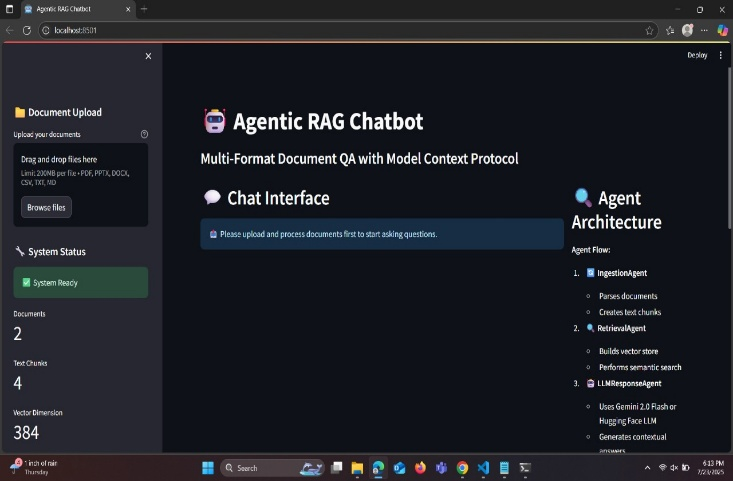 Agentic RAG Chatbot
localhost:8501
Deploy
Document Upload
Upload your documents
Drag and drop files here
Limit 200MB per file • PDF, PPTX, DOCX,
CSV, TXT, MD
Browse files
System Status
System Ready
Documents
2
Text Chunks
4
Vector Dimension
384
Agentic RAG Chatbot
Multi-Format Document QA with Model Context Protocol
Chat Interface
Please upload and process documents first to start asking questions.
Agent
Architecture
Agent Flow:
1. IngestionAgent
Parses documents
Creates text chunks
2. RetrievalAgent
Builds vector store
Performs semantic search
3. LLMResponseAgent
Uses Gemini 2.0 Flash or
Hugging Face LLM
Generates contextual
answers
1 inch of rain
Thursday
Search
6:13 PM
7/23/2025